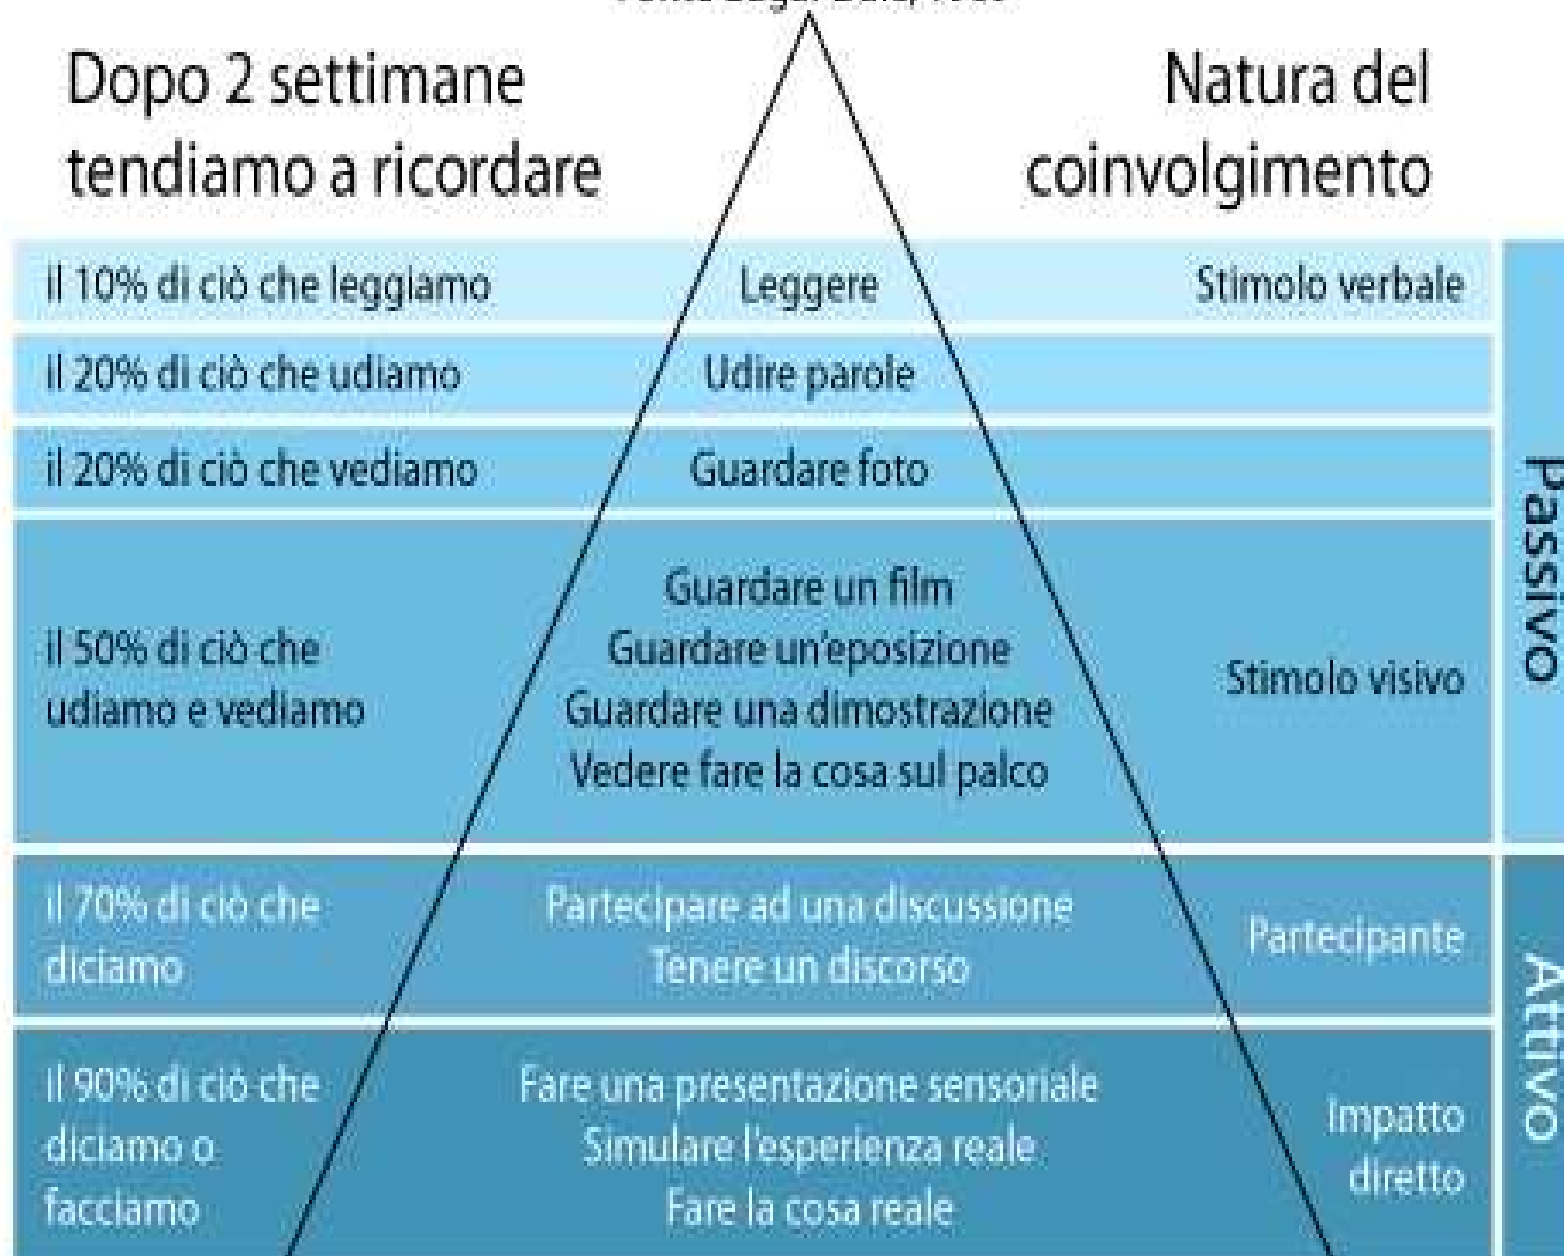 Dopo 2 settimane
tendiamo a ricordare
Natura del
coinvolgimento
il 10% di ciò che leggiamo
Leggere
Stimolo verbale
il 20% di ciò che udiamo
Udire parole
il 20% di ciò che vediamo
Guardare foto
il 50% di ciò che
udiamo e vediamo
Guardare un film
Guardare un'eposizione
Guardare una dimostrazione
Vedere fare la cosa sul palco
Stimolo visivo
Passivo
il 70% di ciò che
diciamo
Partecipare ad una discussione
Tenere un discorso
Partecipante
il 90% di ciò che
diciamo o
facciamo
Fare una presentazione sensoriale
Simulare l'esperienza reale
Fare la cosa reale
Impatto
diretto
Attivo